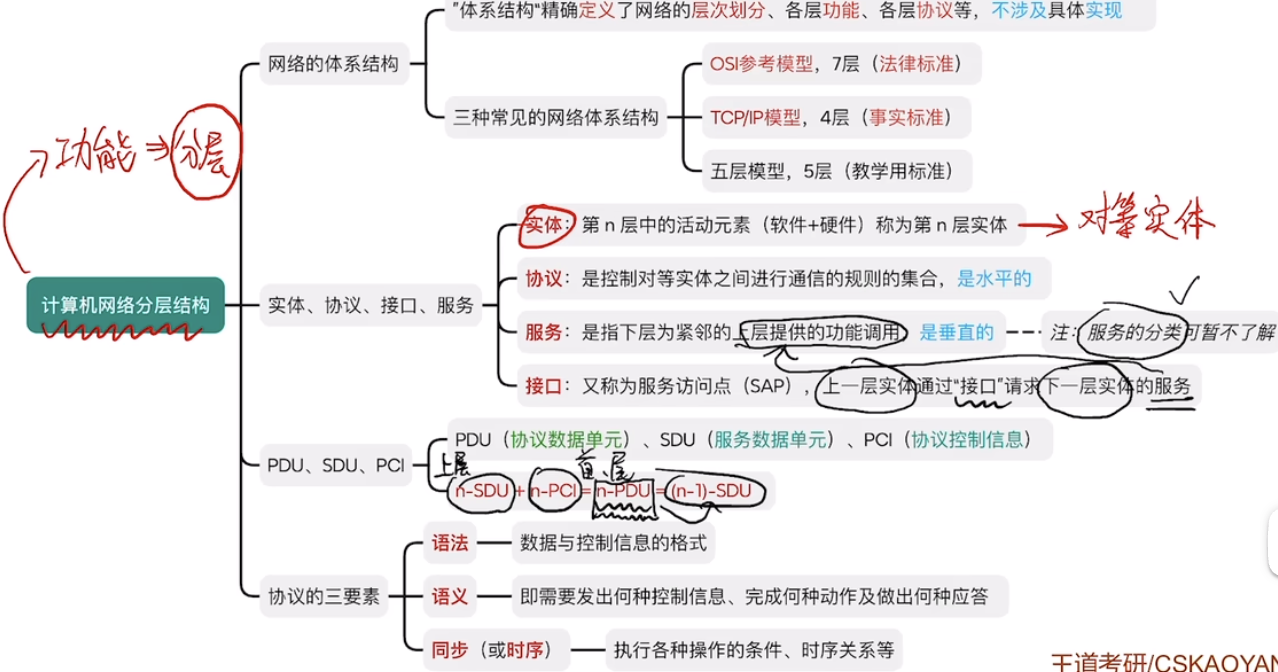 "体系结构"精确定义了网络的层次划分、各层功能、各层协议等，不涉及具体实现
网络的体系结构
OSI参考模型，7层（法律标准）
三种常见的网络体系结构
TCP/IP模型，4层（事实标准）
功能⇒分层
五层模型，5层（教学用标准）
实体：第 n 层中的活动元素（软件+硬件）称为第 n 层实体
对等实体
协议：是控制对等实体之间进行通信的规则的集合，是水平的
计算机网络分层结构
实体、协议、接口、服务
服务：是指下层为紧邻的上层提供的功能调用，是垂直的
注：服务的分类可暂不了解
接口：又称为服务访问点（SAP），上一层实体通过"接口"请求下一层实体的服务
PDU（协议数据单元）、SDU（服务数据单元）、PCI（协议控制信息）
PDU、SDU、PCI
上层
n-SDU + n-PCI = n-PDU = (n-1)-SDU
语法
数据与控制信息的格式
协议的三要素
语义
即需要发出何种控制信息、完成何种动作及做出何种应答
同步（或时序）
执行各种操作的条件、时序关系等
王道考研/CSKAOYAN